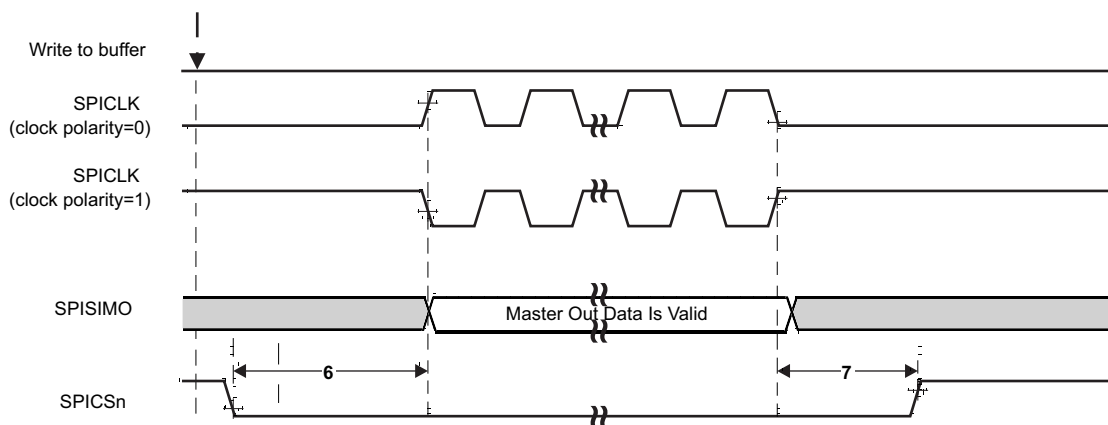 Write to buffer
SPICLK
(clock polarity=0)
SPICLK
(clock polarity=1)
SPISIMO
Master Out Data Is Valid
6
7
SPICSn